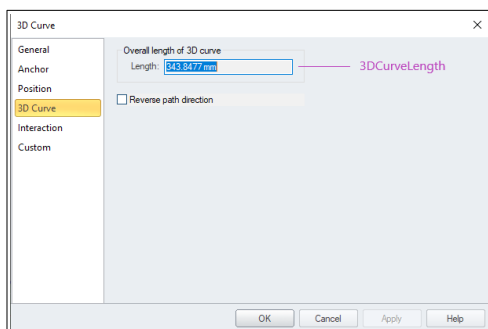 3D Curve
General
Anchor
Position
3D Curve
Interaction
Custom
Overall length of 3D curve
Length: 343.8477 mm
3DCurveLength
Reverse path direction
OK Cancel Apply Help